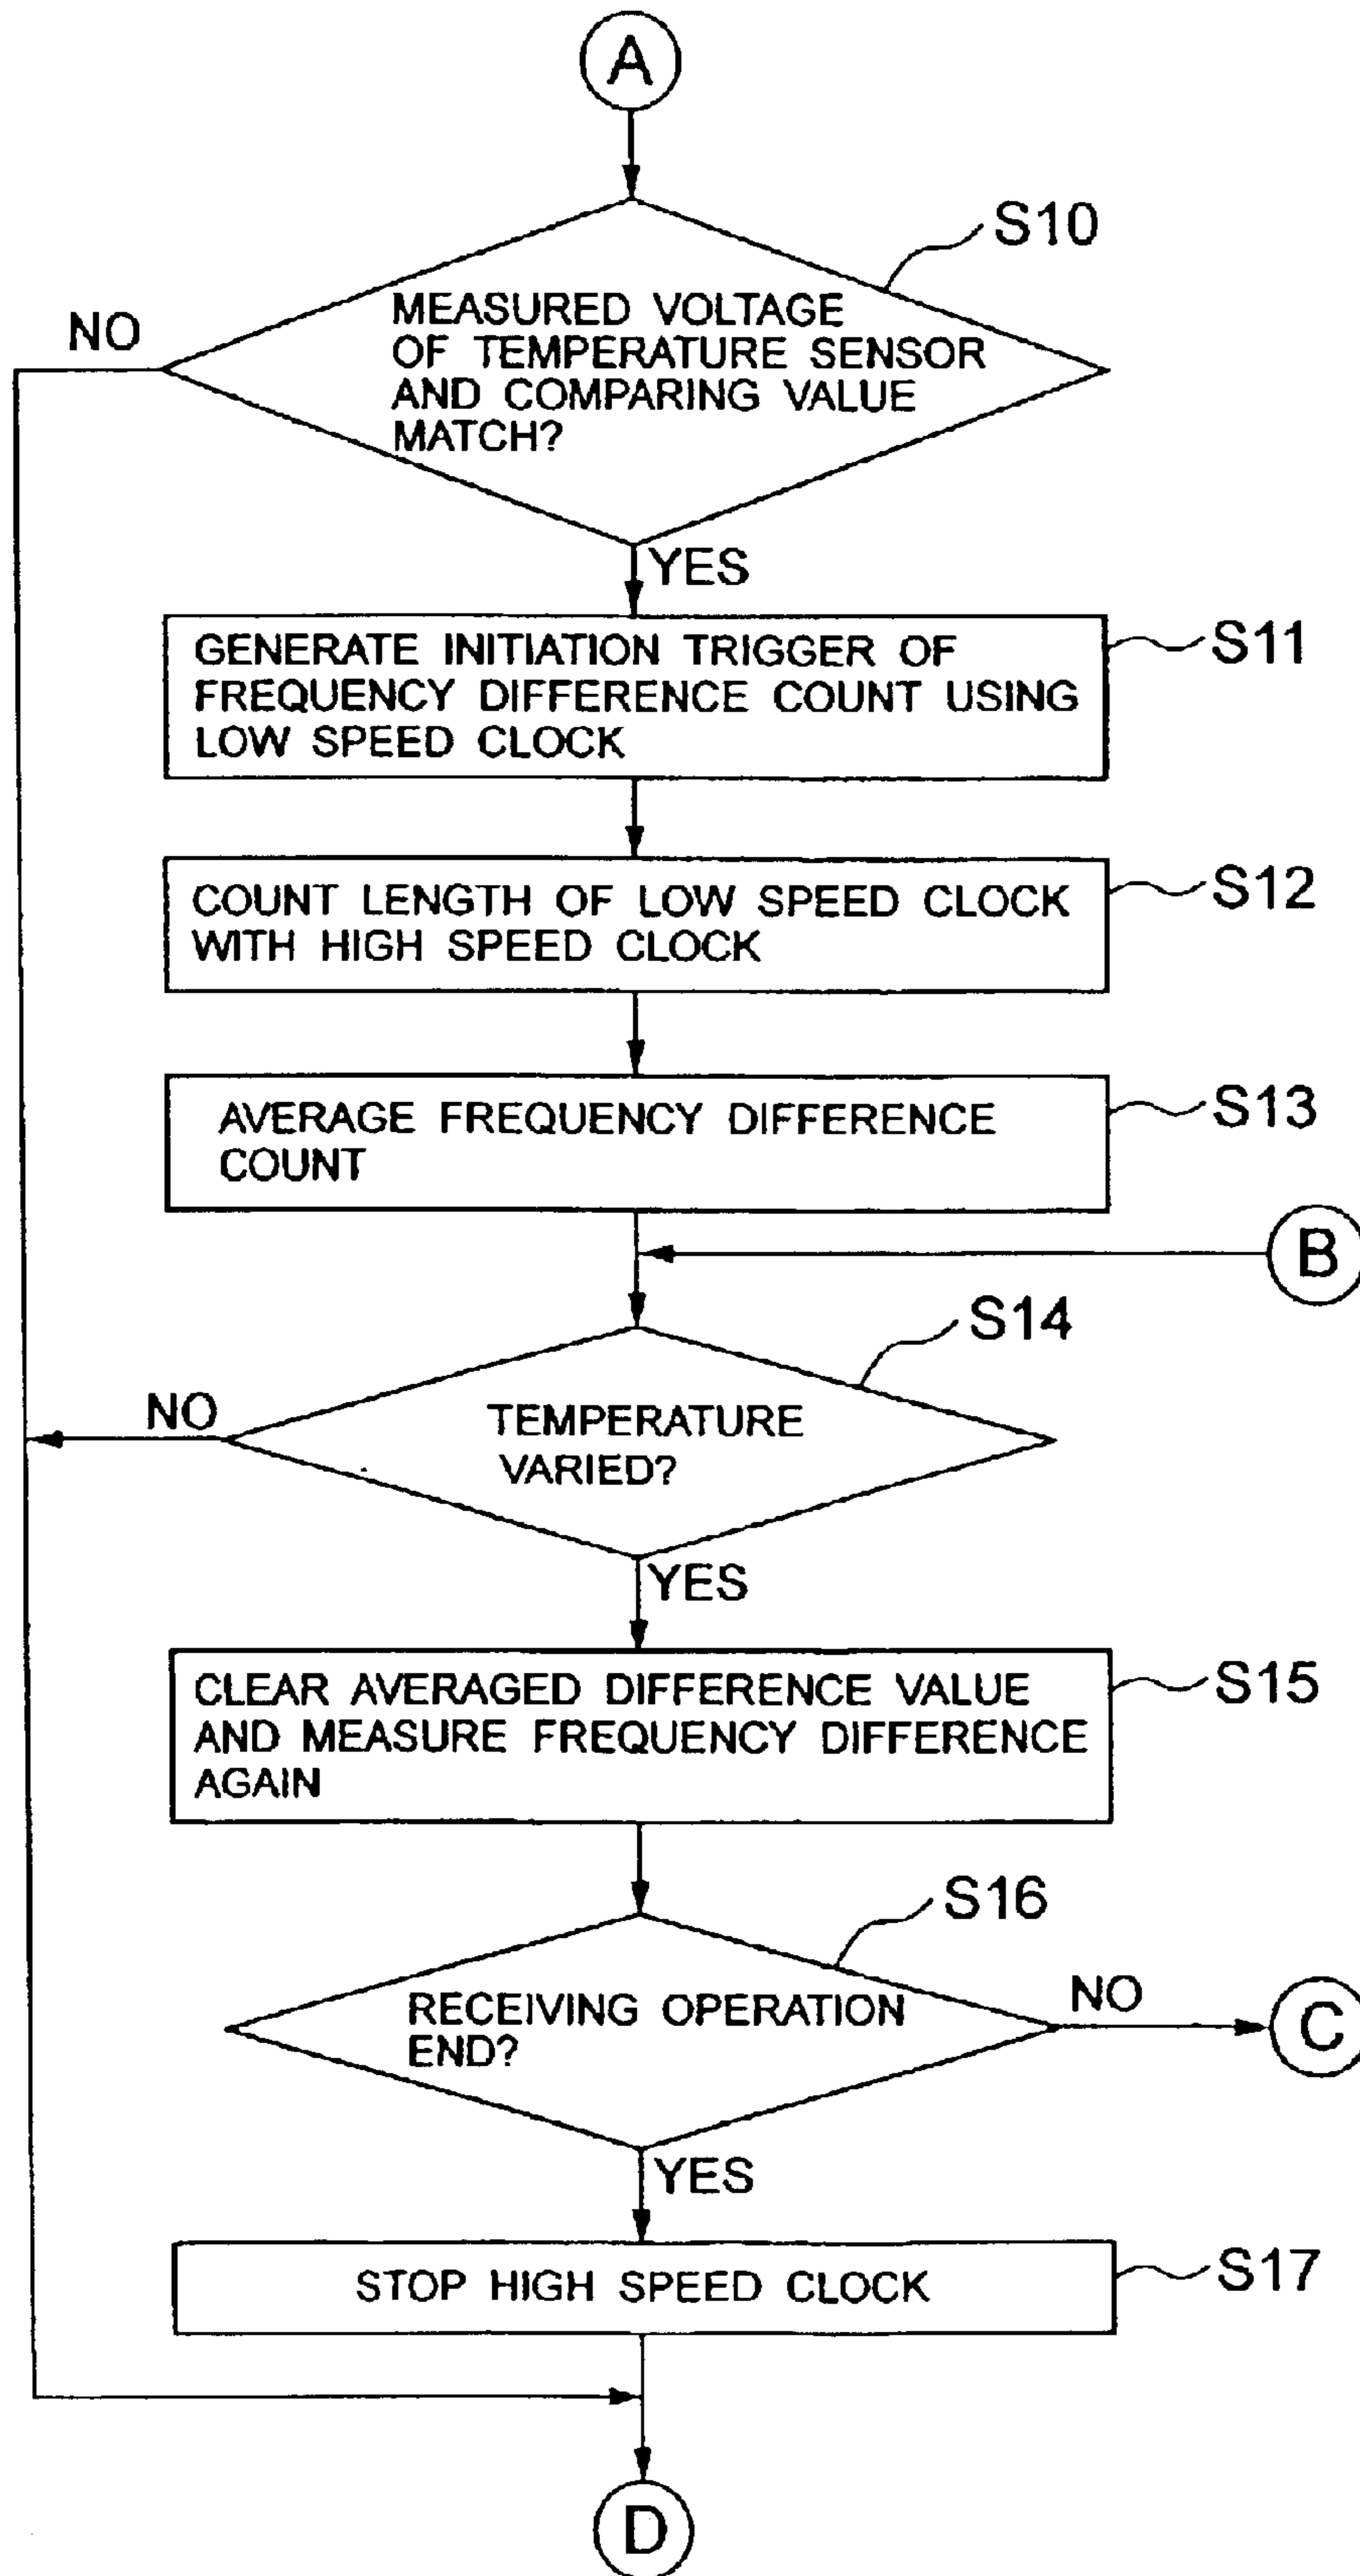 A
S10
NO
MEASURED VOLTAGE
OF TEMPERATURE SENSOR
AND COMPARING VALUE
MATCH?
YES
GENERATE INITIATION TRIGGER OF
FREQUENCY DIFFERENCE COUNT USING
LOW SPEED CLOCK
S11
COUNT LENGTH OF LOW SPEED CLOCK
WITH HIGH SPEED CLOCK
S12
AVERAGE FREQUENCY DIFFERENCE
COUNT
S13
B
S14
NO
TEMPERATURE
VARIED?
YES
CLEAR AVERAGED DIFFERENCE VALUE
AND MEASURE FREQUENCY DIFFERENCE
AGAIN
S15
S16
RECEIVING OPERATION
END?
NO
C
YES
STOP HIGH SPEED CLOCK
S17
D